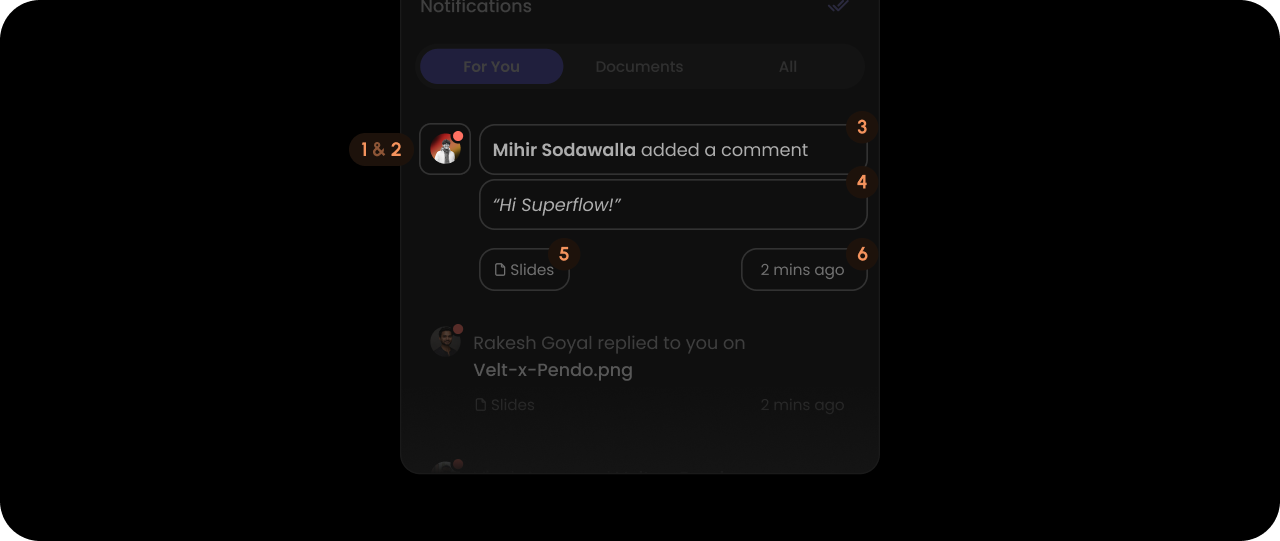 Notifications
For You Documents All
1 & 2
3
Mihir Sodawalla added a comment
4
“Hi Superflow!”
5
Slides
6
2 mins ago
Rakesh Goyal replied to you on
Velt-x-Pendo.png
Slides 2 mins ago